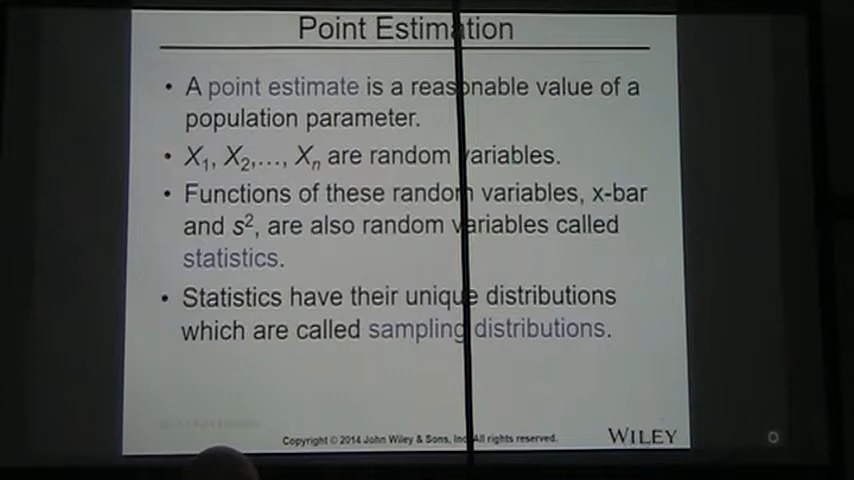 Point Estimation
• A point estimate is a reasonable value of a
population parameter.
• X1, X2,..., Xn are random variables.
• Functions of these random variables, x-bar
and s², are also random variables called
statistics.
• Statistics have their unique distributions
which are called sampling distributions.
Copyright © 2014 John Wiley & Sons, Inc. All rights reserved.
WILEY